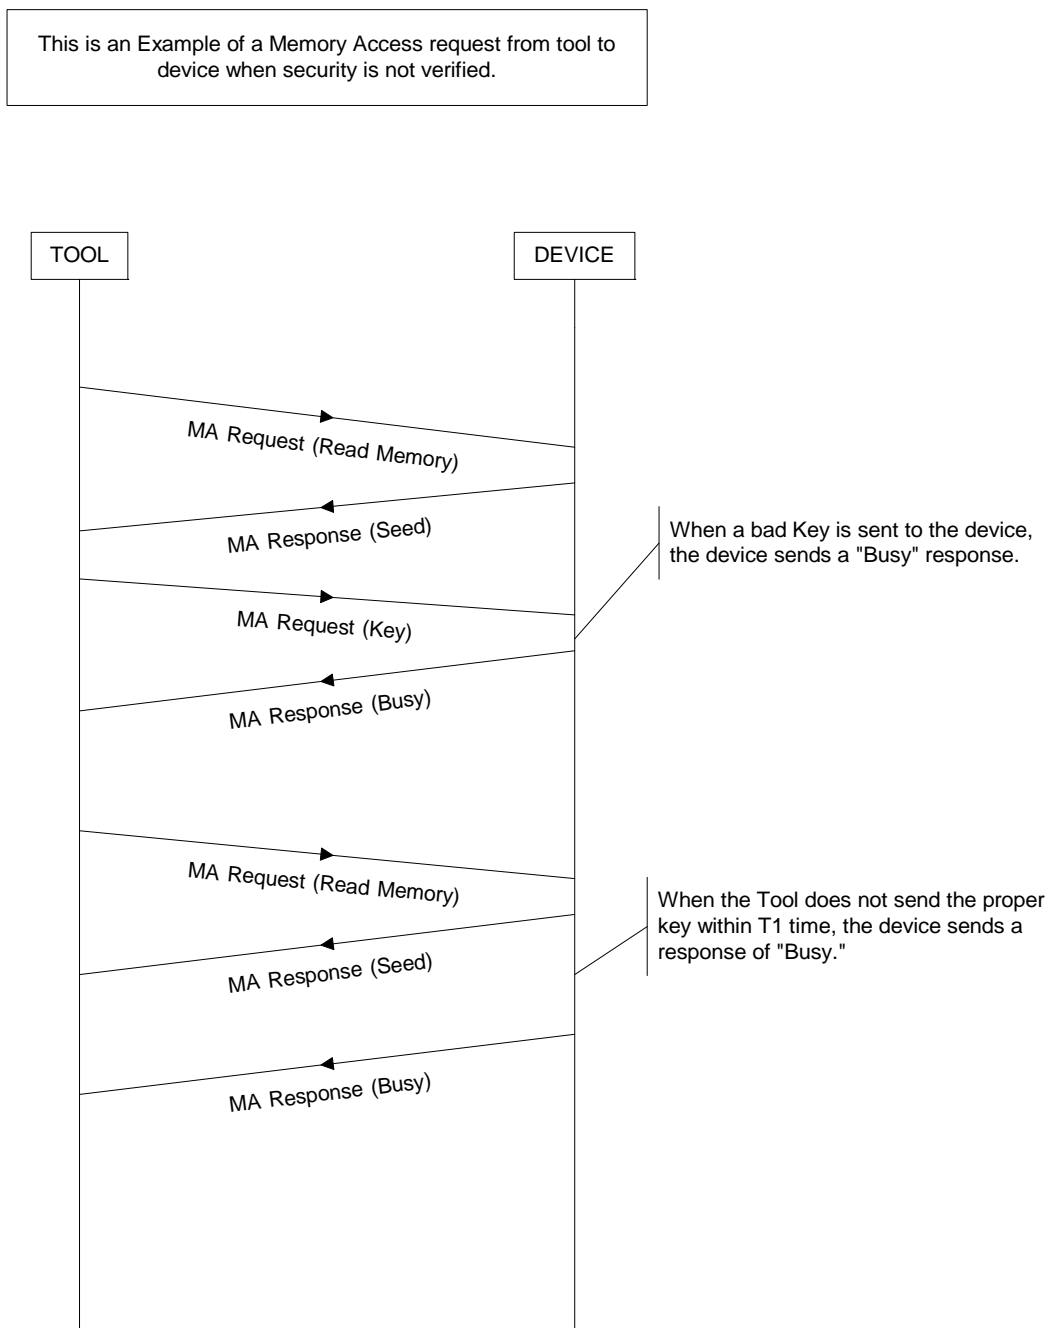 This is an Example of a Memory Access request from tool to
device when security is not verified.
TOOL
DEVICE
MA Request (Read Memory)
MA Response (Seed)
When a bad Key is sent to the device,
the device sends a "Busy" response.
MA Request (Key)
MA Response (Busy)
MA Request (Read Memory)
When the Tool does not send the proper
key within T1 time, the device sends a
response of "Busy."
MA Response (Seed)
MA Response (Busy)